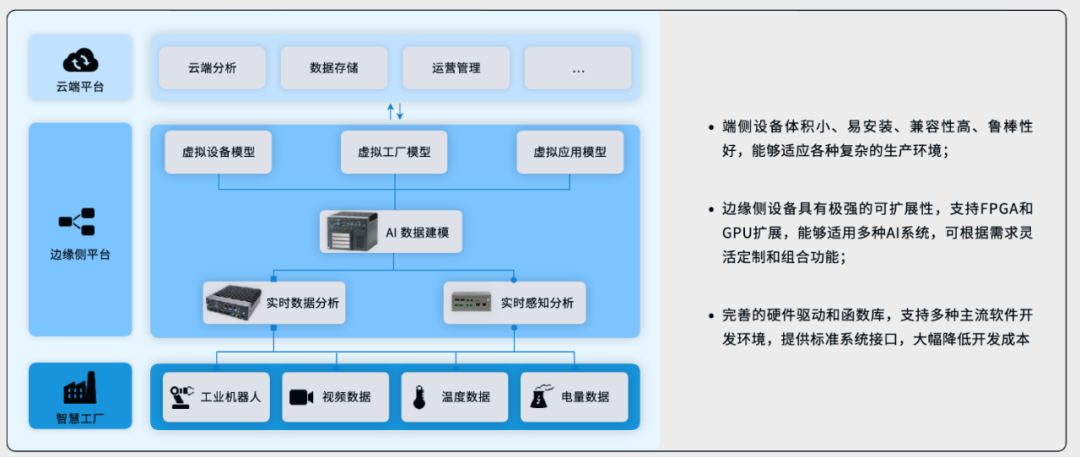 云端平台
云端分析
数据存储
运营管理
...
边缘侧平台
虚拟设备模型
虚拟工厂模型
虚拟应用模型
AI 数据建模
实时数据分析
实时感知分析
智慧工厂
工业机器人
视频数据
温度数据
电量数据
• 端侧设备体积小、易安装、兼容性高、鲁棒性
好，能够适应各种复杂的生产环境；
• 边缘侧设备具有极强的可扩展性，支持FPGA和
GPU扩展，能够适用多种AI系统，可根据需求灵
活定制和组合功能；
• 完善的硬件驱动和函数库，支持多种主流软件开
发环境，提供标准系统接口，大幅降低开发成本